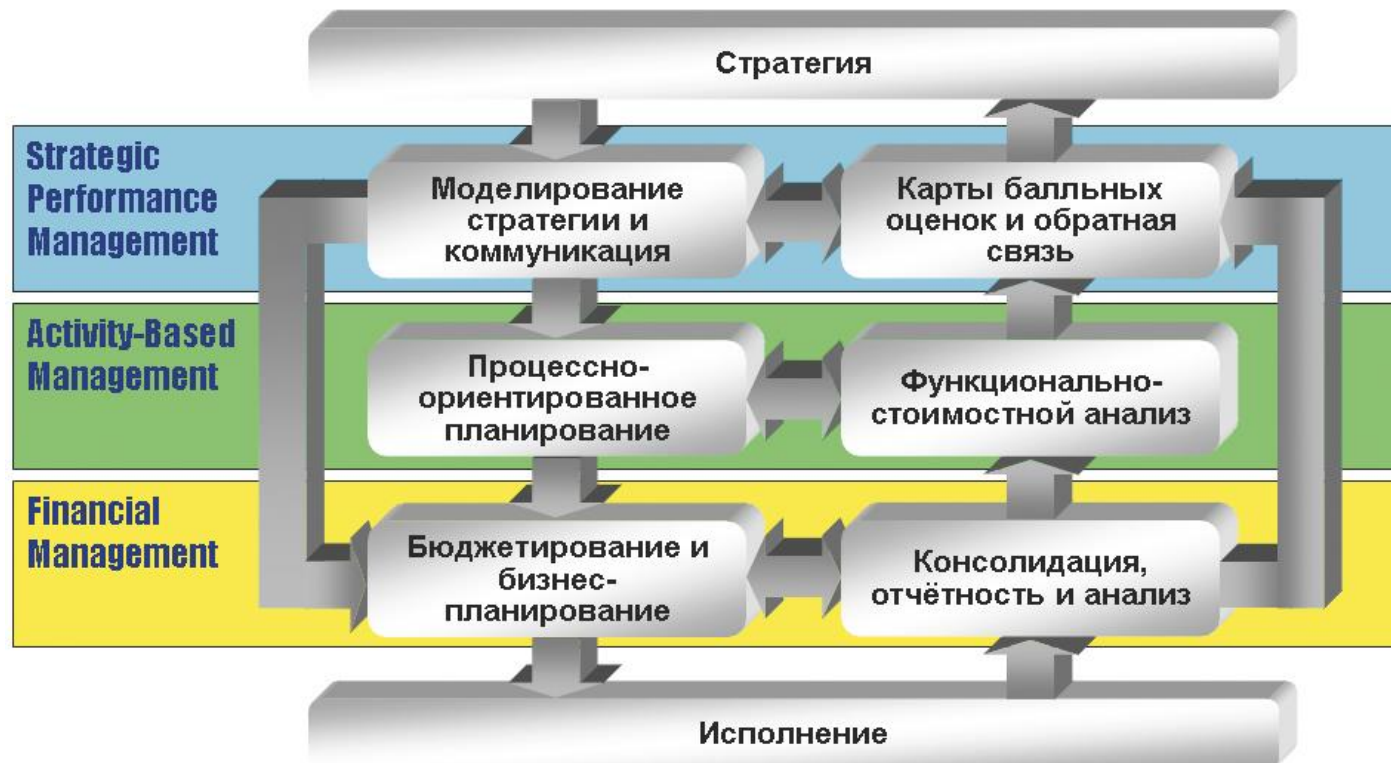 Стратегия
Strategic
Performance
Management
Моделирование
стратегии и
коммуникация
Карты балльных
оценок и обратная
связь
Activity-Based
Management
Процессно-
ориентированное
планирование
Функционально-
стоимостной анализ
Financial
Management
Бюджетирование и
бизнес-
планирование
Консолидация,
отчётность и анализ
Исполнение